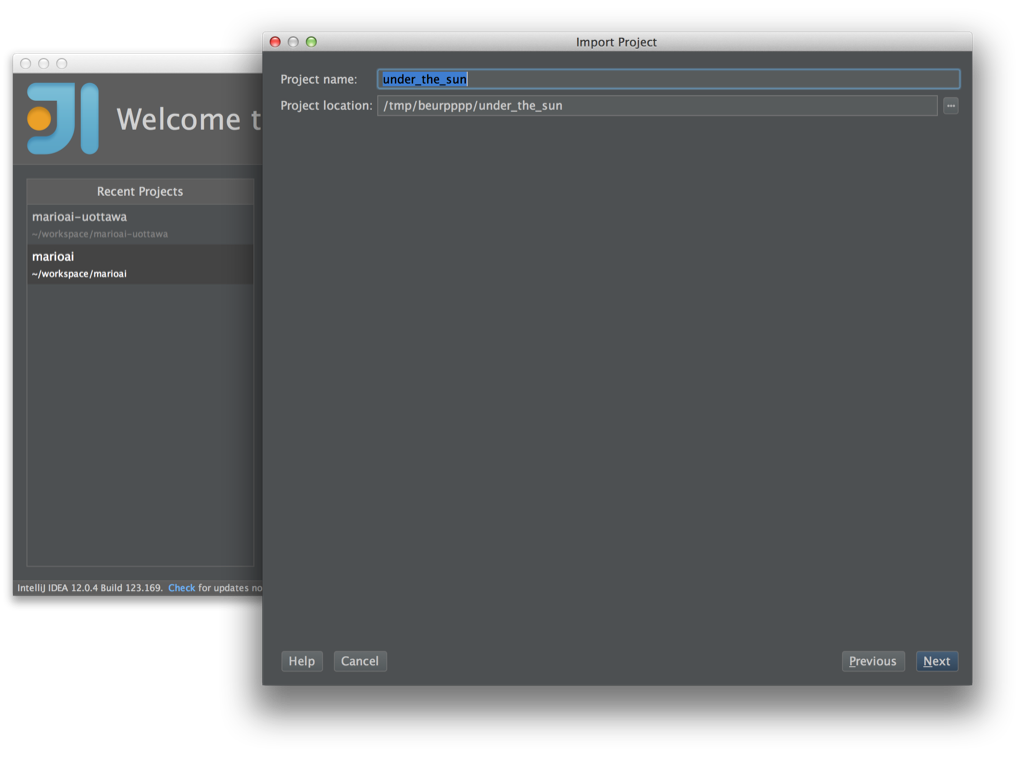 Import Project
Project name: under_the_sun
Project location: /tmp/beurpppp/under_the_sun ...
Welcome t
Recent Projects
marioai-uottawa
~/workspace/marioai-uottawa
marioai
~/workspace/marioai
IntelliJ IDEA 12.0.4 Build 123.169. Check for updates no
Help Cancel Previous Next